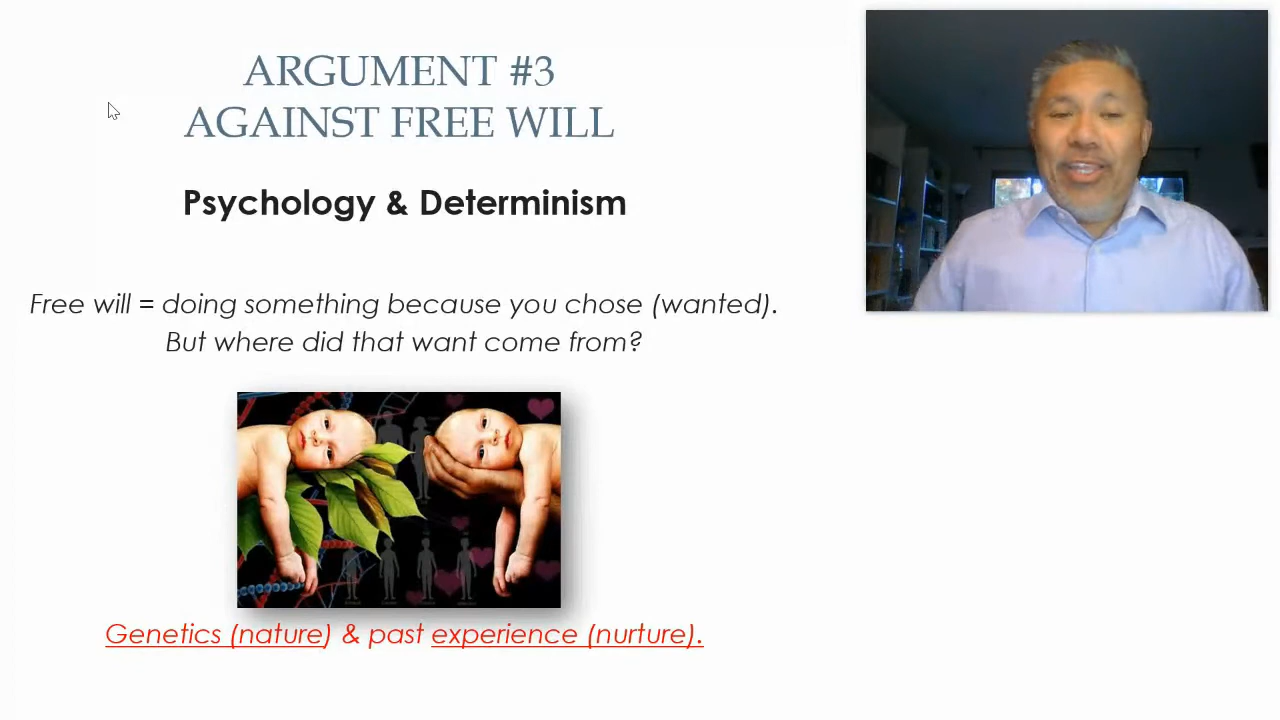 ARGUMENT #3
AGAINST FREE WILL
Psychology & Determinism
Free will = doing something because you chose (wanted).
But where did that want come from?
Genetics (nature) & past experience (nurture).